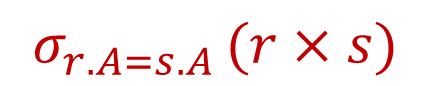 σ_{r.A=s.A} (r × s)